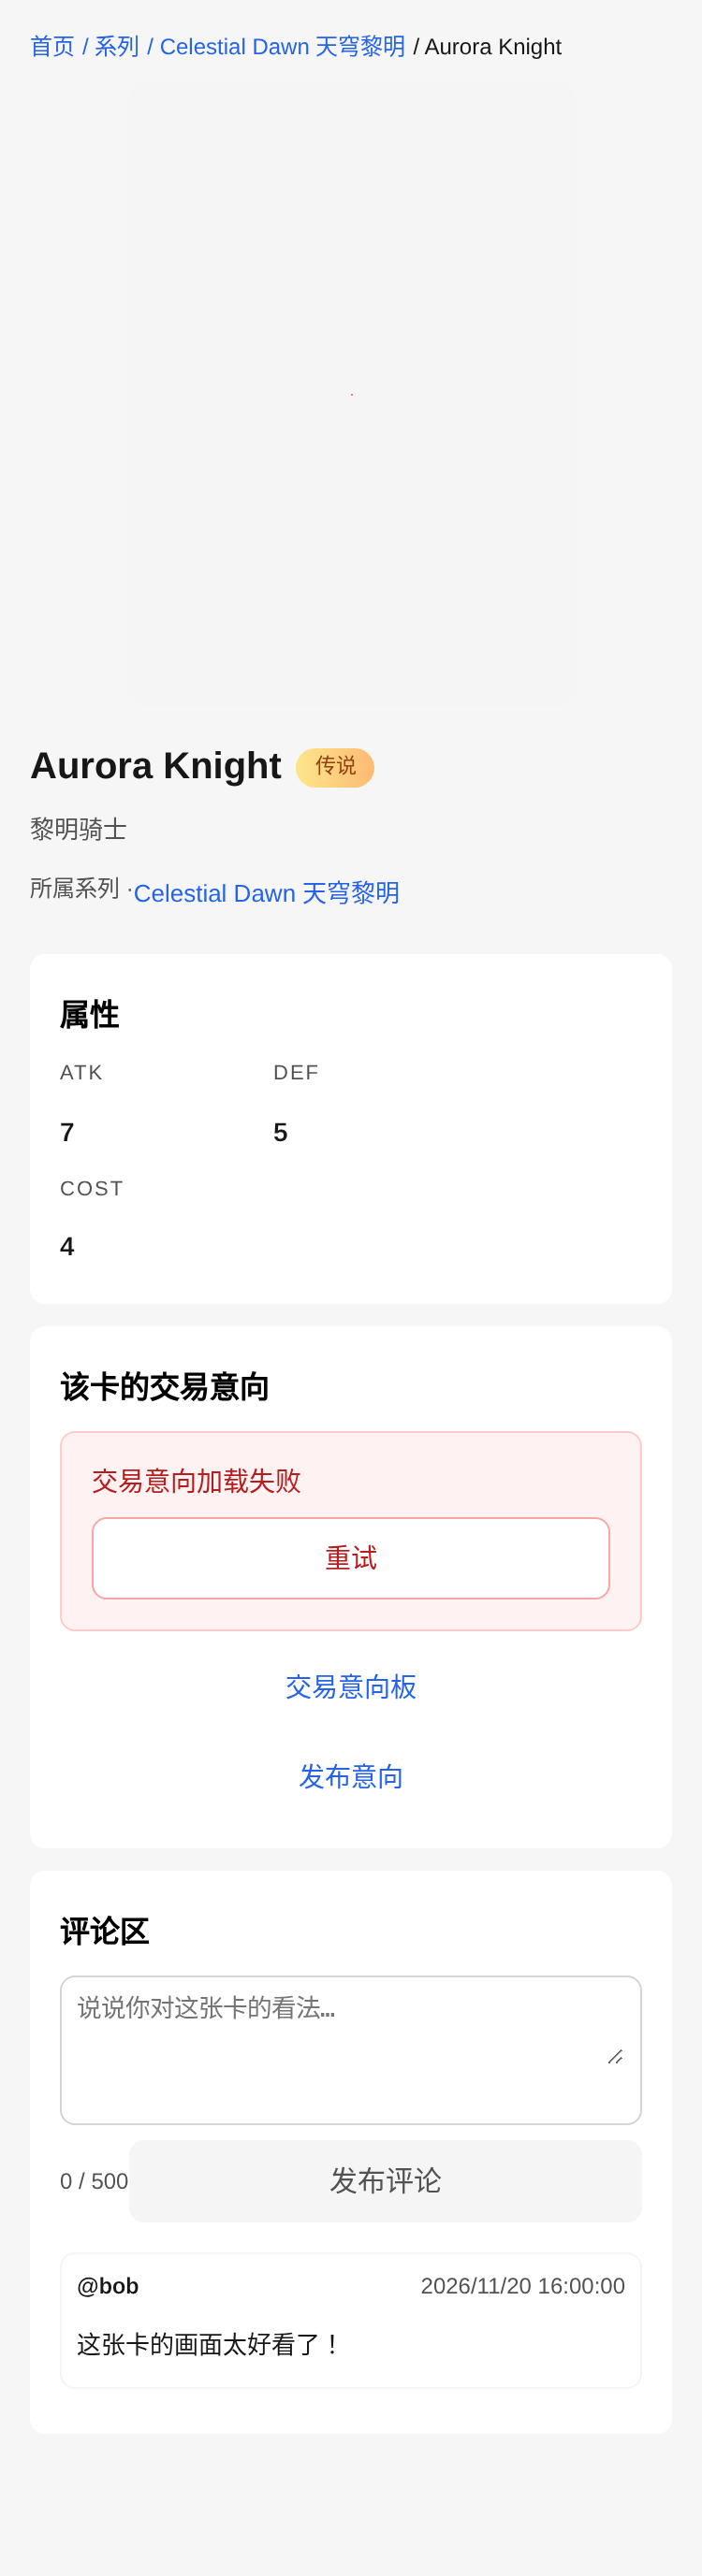 首页 / 系列 / Celestial Dawn 天穹黎明 / Aurora Knight
Aurora Knight 传说
黎明骑士
所属系列 ·Celestial Dawn 天穹黎明
属性
ATK DEF
7 5
COST
4
该卡的交易意向
交易意向加载失败
重试
交易意向板
发布意向
评论区
说说你对这张卡的看法…
0 / 500 发布评论
@bob 2026/11/20 16:00:00
这张卡的画面太好看了！